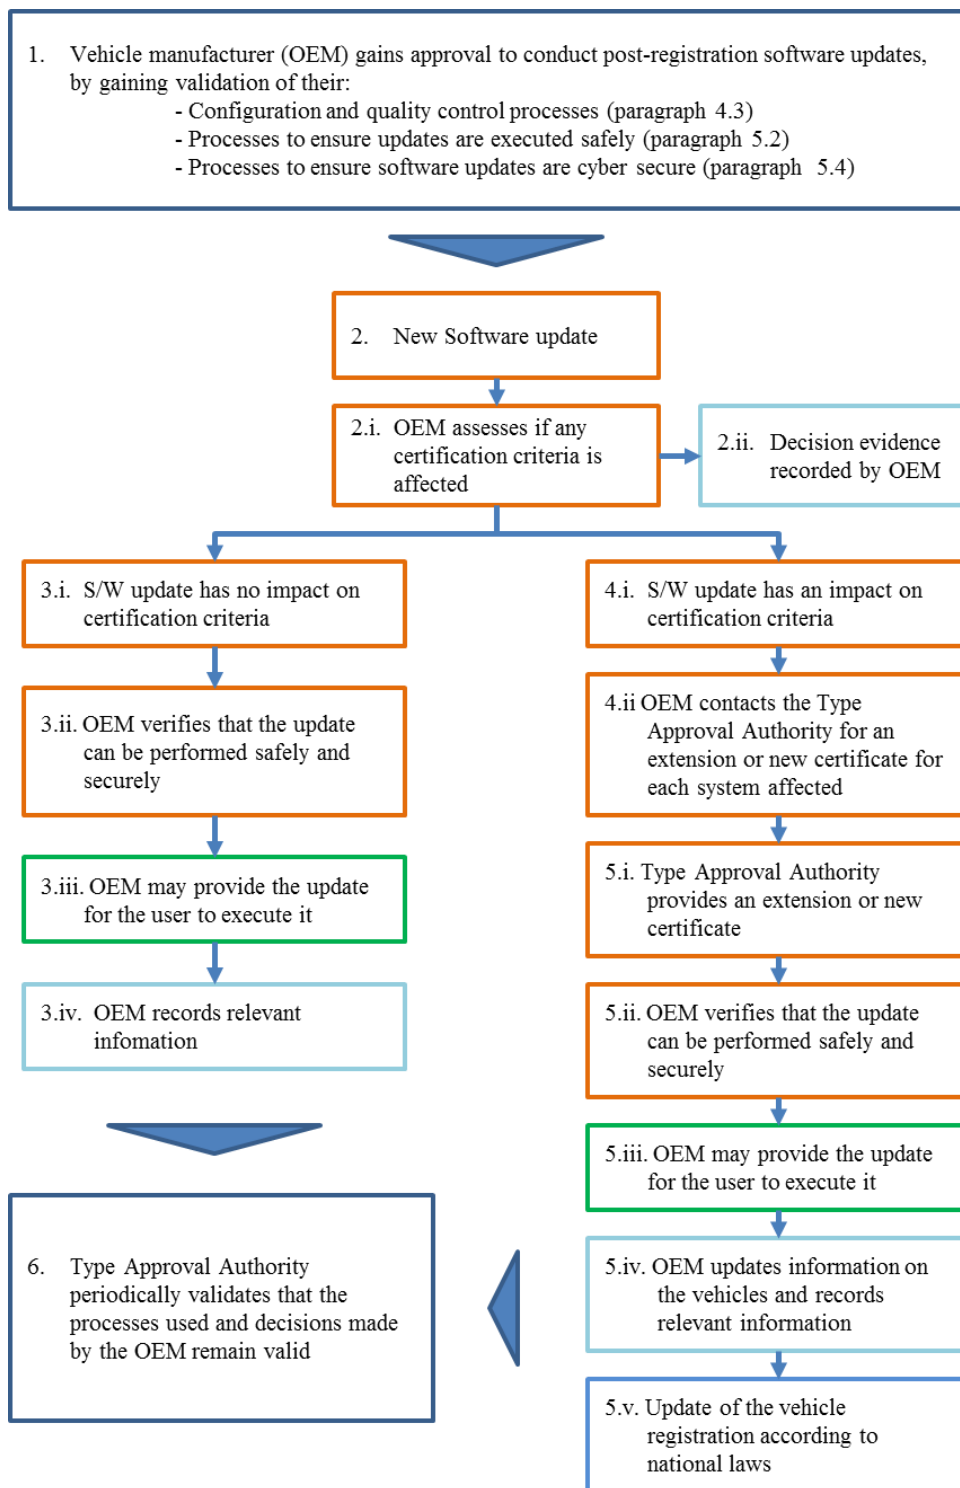 1. Vehicle manufacturer (OEM) gains approval to conduct post-registration software updates,
by gaining validation of their:
- Configuration and quality control processes (paragraph 4.3)
- Processes to ensure updates are executed safely (paragraph 5.2)
- Processes to ensure software updates are cyber secure (paragraph 5.4)
2. New Software update
2.i. OEM assesses if any
certification criteria is
affected
2.ii. Decision evidence
recorded by OEM
3.i. S/W update has no impact on
certification criteria
3.ii. OEM verifies that the update
can be performed safely and
securely
3.iii. OEM may provide the update
for the user to execute it
3.iv. OEM records relevant
infomation
4.i. S/W update has an impact on
certification criteria
4.ii OEM contacts the Type
Approval Authority for an
extension or new certificate for
each system affected
5.i. Type Approval Authority
provides an extension or new
certificate
5.ii. OEM verifies that the update
can be performed safely and
securely
5.iii. OEM may provide the update
for the user to execute it
5.iv. OEM updates information on
the vehicles and records
relevant information
5.v. Update of the vehicle
registration according to
national laws
6. Type Approval Authority
periodically validates that the
processes used and decisions made
by the OEM remain valid